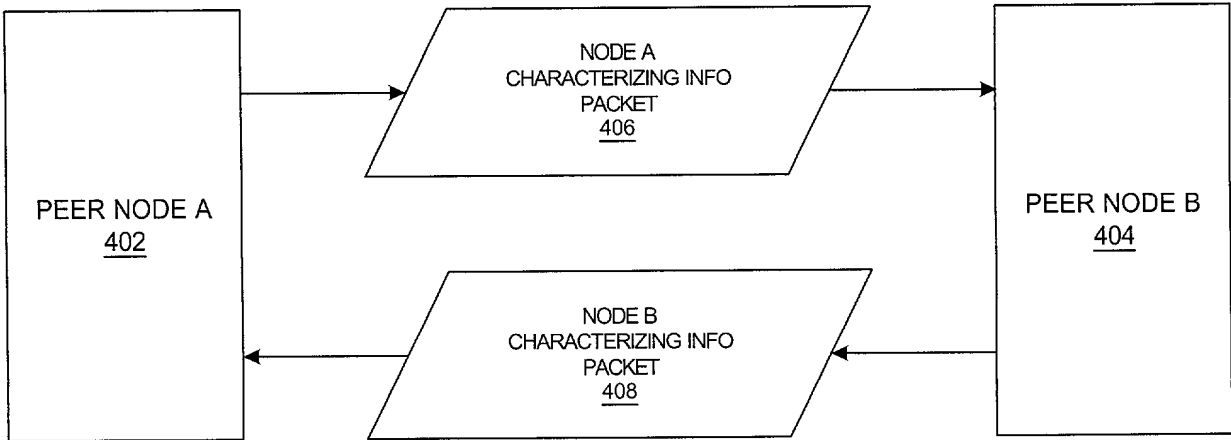 NODE A
CHARACTERIZING INFO
PACKET
406
PEER NODE A
402
PEER NODE B
404
NODE B
CHARACTERIZING INFO
PACKET
408